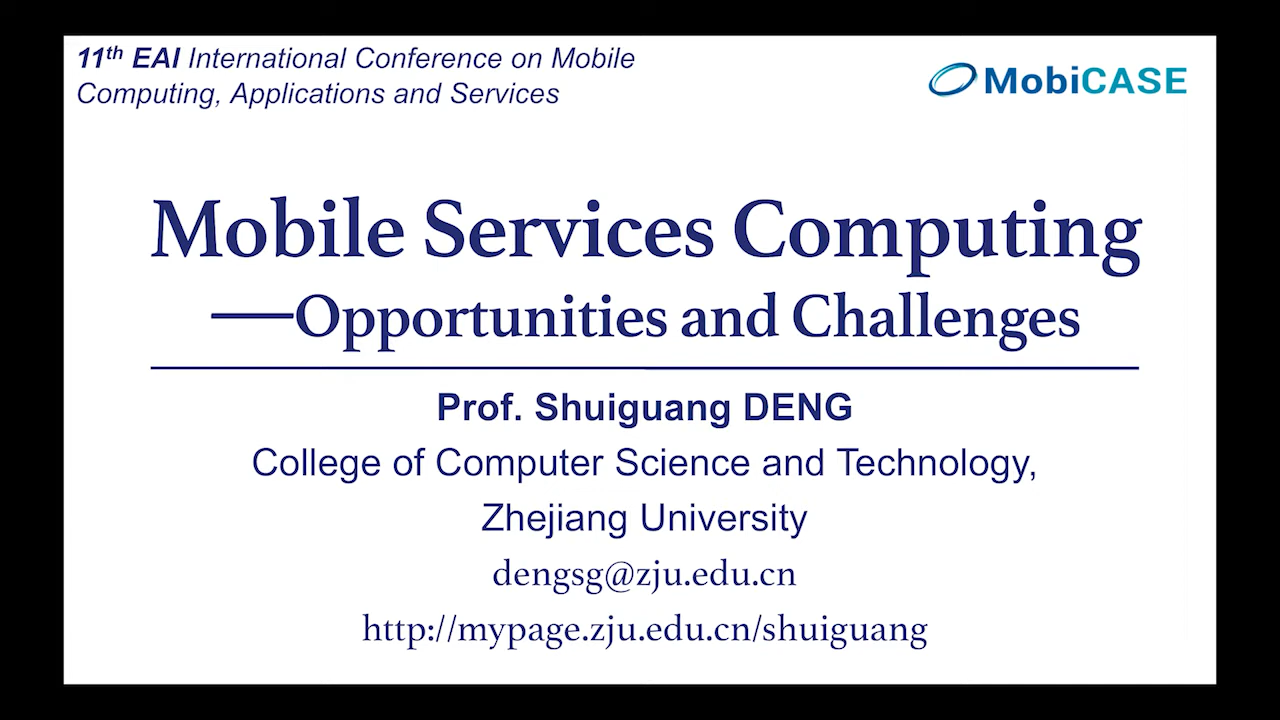 11th EAI International Conference on Mobile
Computing, Applications and Services
MobiCASE
Mobile Services Computing
——Opportunities and Challenges
Prof. Shuiguang DENG
College of Computer Science and Technology,
Zhejiang University
dengsg@zju.edu.cn
http://mypage.zju.edu.cn/shuiguang